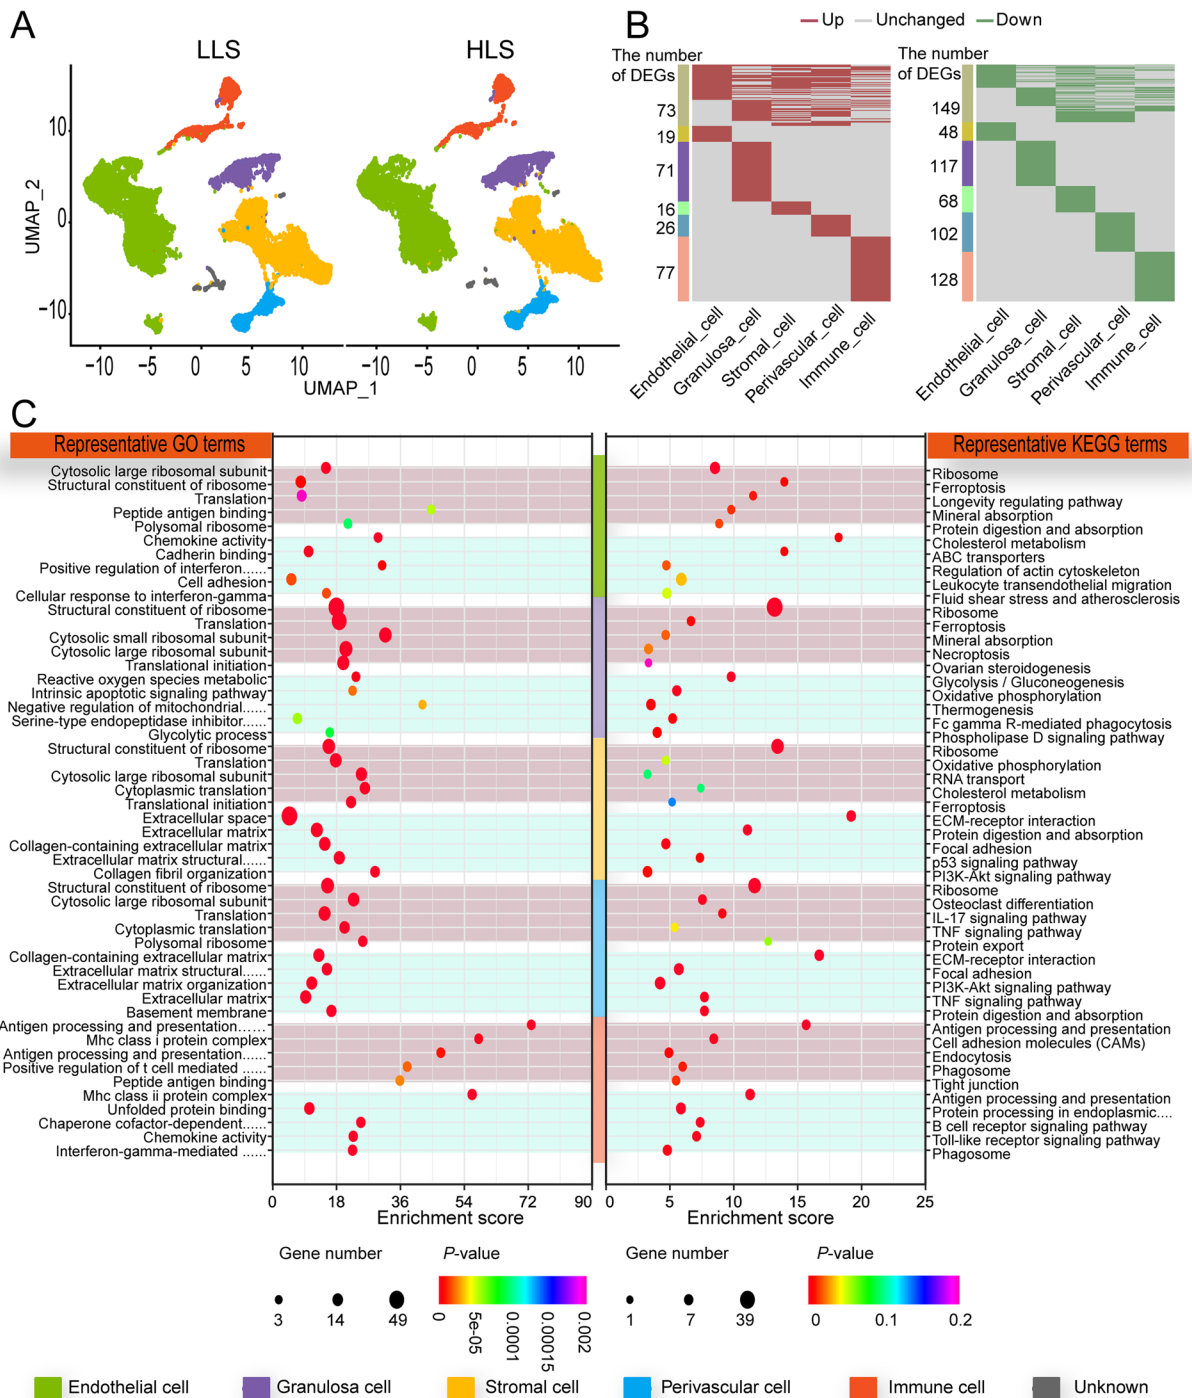 A
LLS
HLS
UMAP_2
10
0
−10
−10
−5
0
5
10
−10
−5
0
5
10
UMAP_1
B
Up
Unchanged
Down
The number
of DEGs
73
19
71
16
26
77
Endothelial_cell
Granulosa_cell
Stromal_cell
Perivascular_cell
Immune_cell
The number
of DEGs
149
48
117
68
102
128
Endothelial_cell
Granulosa_cell
Stromal_cell
Perivascular_cell
Immune_cell
C
Representative GO terms
Cytosolic large ribosomal subunit
Structural constituent of ribosome
Translation
Peptide antigen binding
Polysomal ribosome
Chemokine activity
Cadherin binding
Positive regulation of interferon......
Cell adhesion
Cellular response to interferon-gamma
Structural constituent of ribosome
Translation
Cytosolic small ribosomal subunit
Cytosolic large ribosomal subunit
Translational initiation
Reactive oxygen species metabolic
Intrinsic apoptotic signaling pathway
Negative regulation of mitochondrial......
Serine-type endopeptidase inhibitor......
Glycolytic process
Structural constituent of ribosome
Translation
Cytosolic large ribosomal subunit
Cytoplasmic translation
Translational initiation
Extracellular space
Extracellular matrix
Collagen-containing extracellular matrix
Extracellular matrix structural......
Collagen fibril organization
Structural constituent of ribosome
Cytosolic large ribosomal subunit
Translation
Cytoplasmic translation
Polysomal ribosome
Collagen-containing extracellular matrix
Extracellular matrix structural......
Extracellular matrix organization
Extracellular matrix
Basement membrane
Antigen processing and presentation......
Mhc class i protein complex
Antigen processing and presentation......
Positive regulation of t cell mediated ......
Peptide antigen binding
Mhc class ii protein complex
Unfolded protein binding
Chaperone cofactor-dependent......
Chemokine activity
Interferon-gamma-mediated ......
0
18
36
54
72
90
Enrichment score
Representative KEGG terms
Ribosome
Ferroptosis
Longevity regulating pathway
Mineral absorption
Protein digestion and absorption
Cholesterol metabolism
ABC transporters
Regulation of actin cytoskeleton
Leukocyte transendothelial migration
Fluid shear stress and atherosclerosis
Ribosome
Ferroptosis
Mineral absorption
Necroptosis
Ovarian steroidogenesis
Glycolysis / Gluconeogenesis
Oxidative phosphorylation
Thermogenesis
Fc gamma R-mediated phagocytosis
Phospholipase D signaling pathway
Ribosome
Oxidative phosphorylation
RNA transport
Cholesterol metabolism
Ferroptosis
ECM-receptor interaction
Protein digestion and absorption
Focal adhesion
p53 signaling pathway
PI3K-Akt signaling pathway
Ribosome
Osteoclast differentiation
IL-17 signaling pathway
TNF signaling pathway
Protein export
ECM-receptor interaction
Focal adhesion
PI3K-Akt signaling pathway
TNF signaling pathway
Protein digestion and absorption
Antigen processing and presentation
Cell adhesion molecules (CAMs)
Endocytosis
Phagosome
Tight junction
Antigen processing and presentation
Protein processing in endoplasmic....
B cell receptor signaling pathway
Toll-like receptor signaling pathway
Phagosome
0
5
10
15
20
25
Enrichment score
Gene number
3
14
49
P-value
0
5e-05
0.0001
0.00015
0.002
Gene number
1
7
39
P-value
0
0.1
0.2
Endothelial cell
Granulosa cell
Stromal cell
Perivascular cell
Immune cell
Unknown